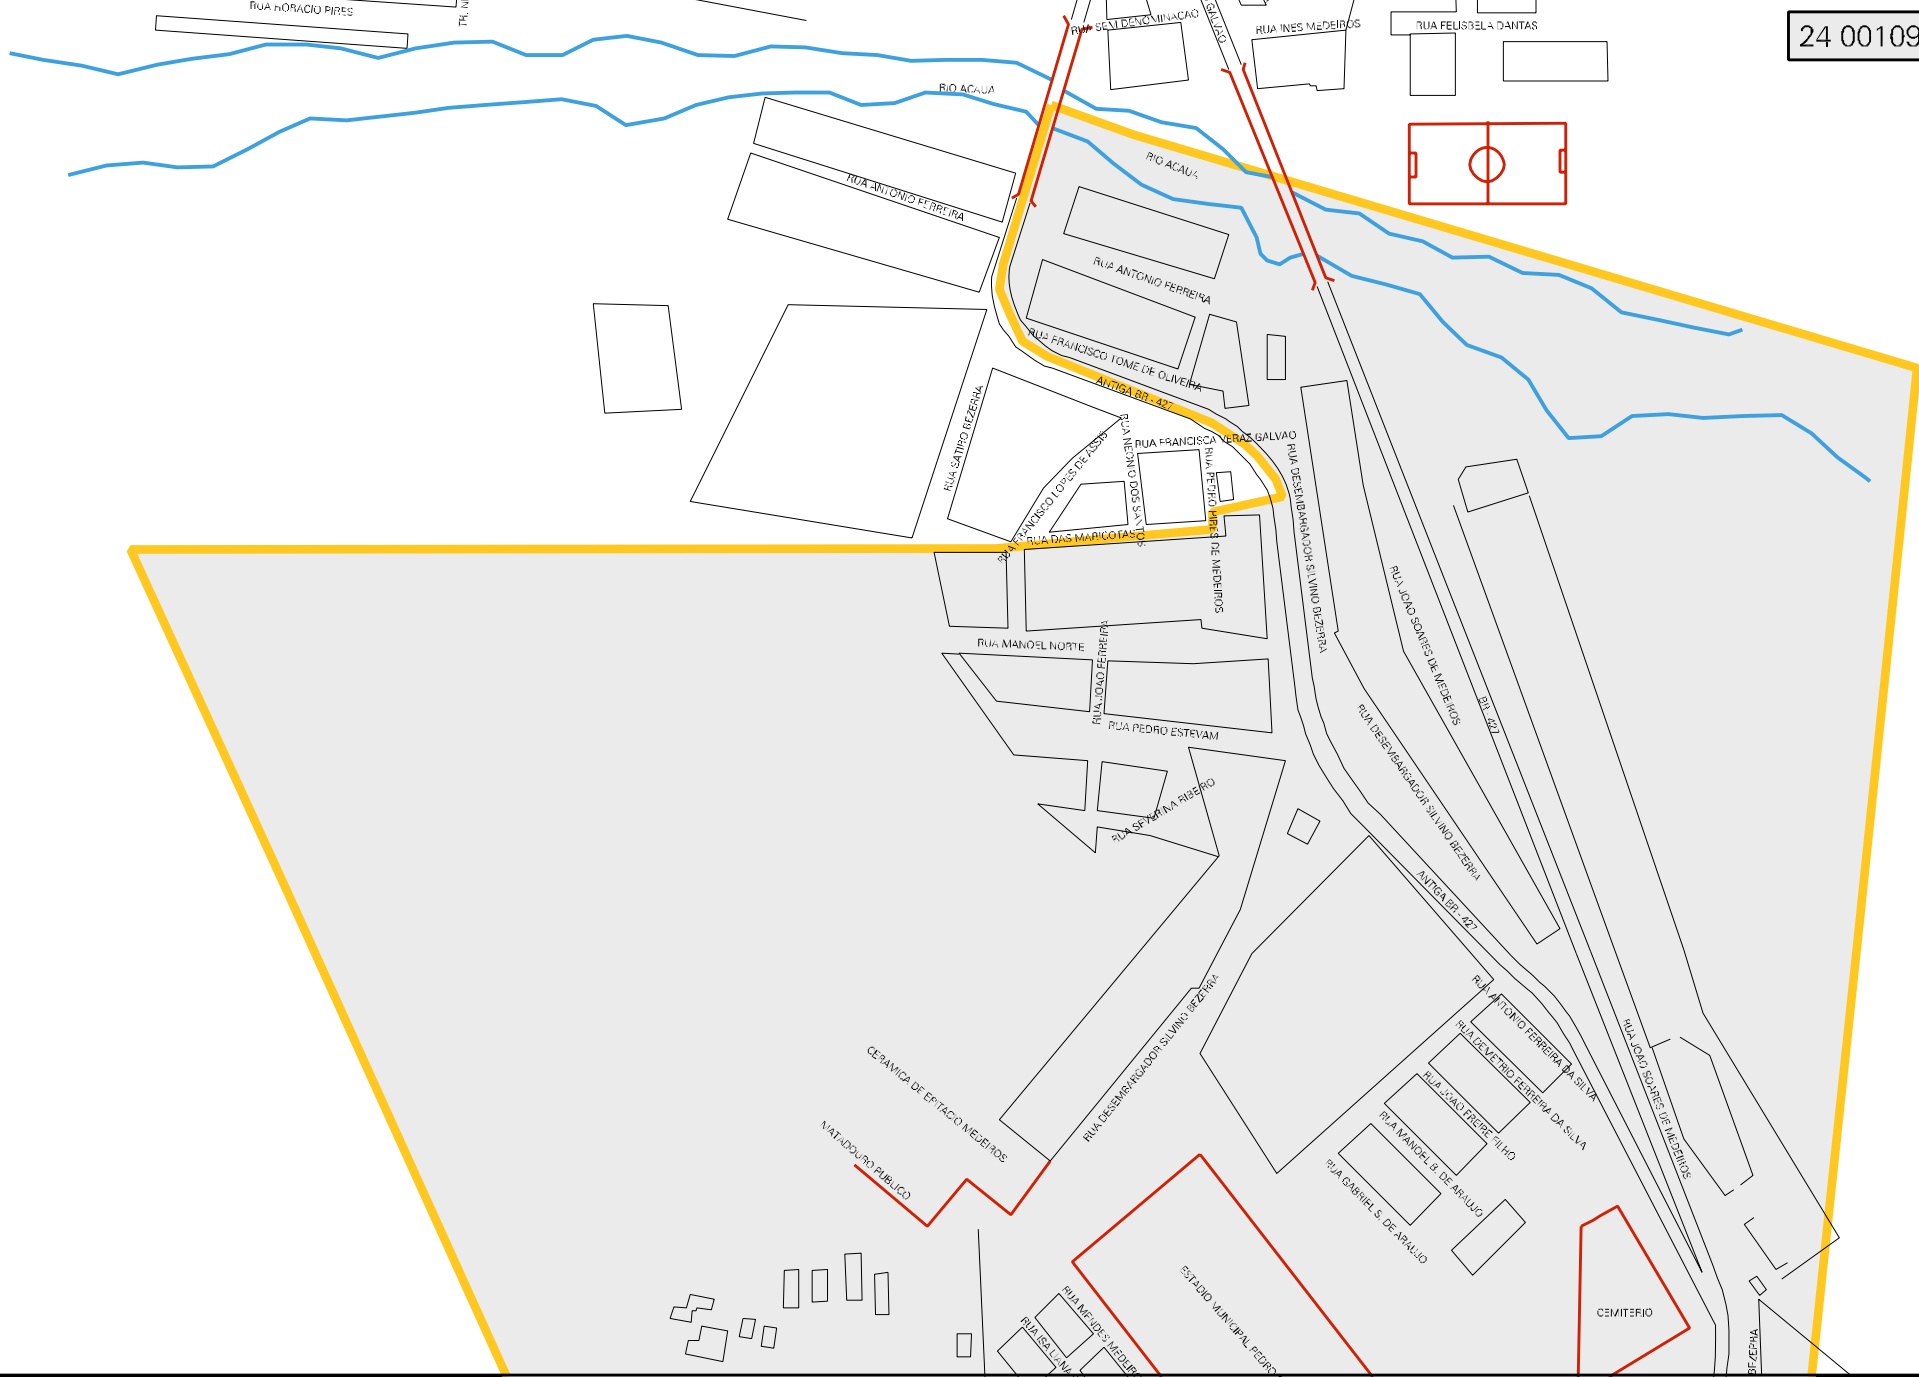 RUA HORACIO PIRES
RUA SEM DENOMINACAO
GALVAO
RUA INES MEDEIROS
RUA FELISBELA DANTAS
24 00109
RIO ACAUA
RIO ACAUA
RUA ANTONIO FERREIRA
RUA ANTONIO FERREIRA
RUA FRANCISCO TOME DE OLIVEIRA
ANTIGA BR - 427
RUA SATIRO BEZERRA
RUA FRANCISCO LOPES DE ASSIS
RUA FRANCISCA VERAZ GALVAO
RUA PEDRO PIRES DE MEDEIROS
RUA DESEMBARGADOR SILVINO BEZERRA
RUA DAS MARICOTAS
RUA JOAO SOARES DE MEDEIROS
RUA MANOEL NORTE
RUA JOAO FERREIRA
RUA PEDRO ESTEVAM
BR - 427
RUA DESEMBARGADOR SILVINO BEZERRA
RUA SEVERINA RIBEIRO
ANTIGA BR - 427
RUA DESEMBARGADOR SILVINO BEZERRA
RUA ANTONIO FERREIRA DA SILVA
RUA DEMETRIO FERREIRA DA SILVA
RUA JOAO FREIRE FILHO
RUA MANOEL B. DE ARAUJO
RUA GABRIEL S. DE ARAUJO
RUA JOAO SOARES DE MEDEIROS
CERAMICA DE EPITACIO MEDEIROS
MATADOURO PUBLICO
ESTADIO MUNICIPAL PEDRO
RUA MENDES MEDEIRO
CEMITERIO
BEZERRA